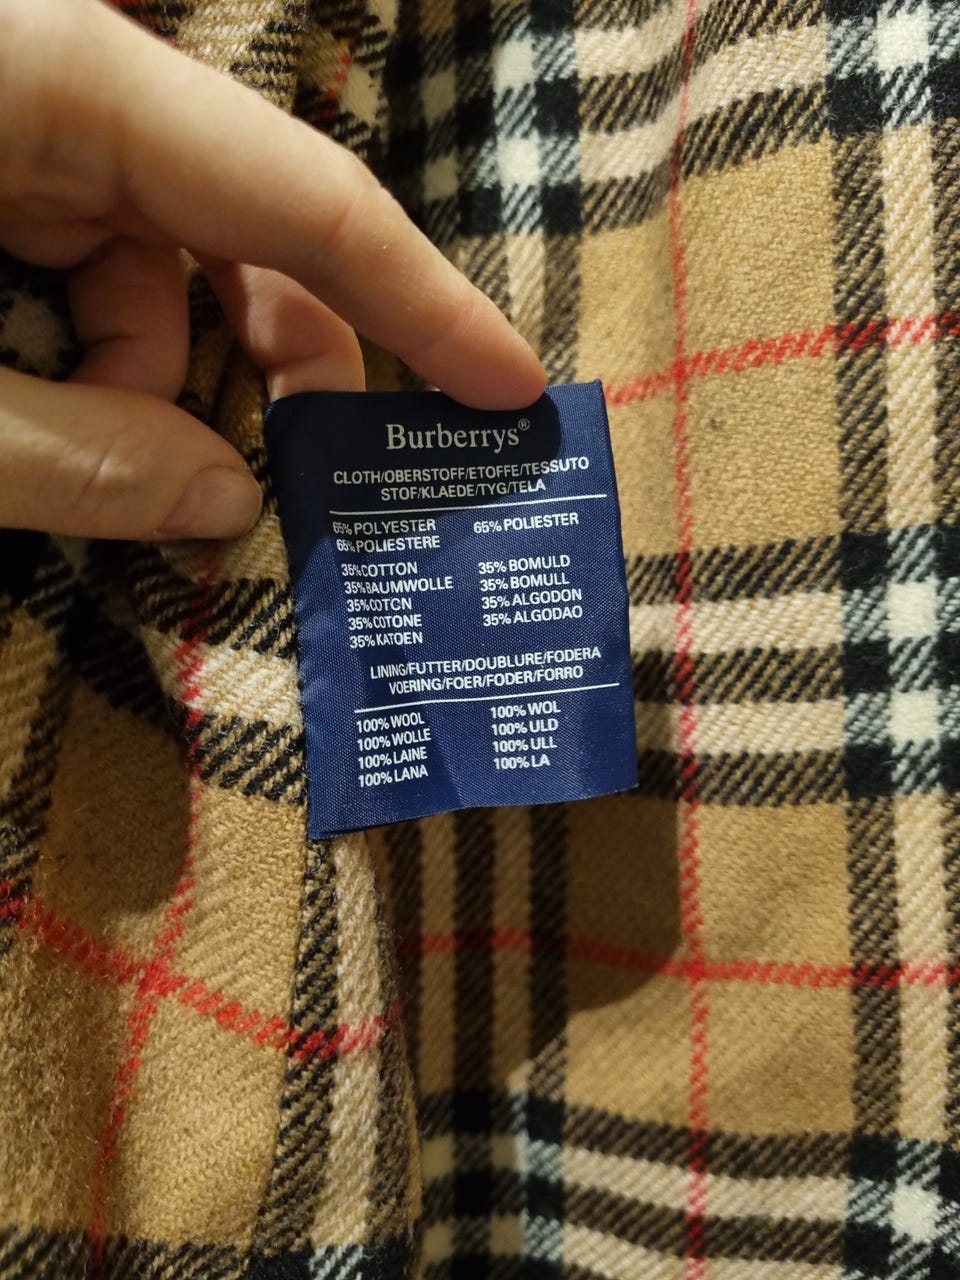 Burberrys®
CLOTH/OBERSTOFF/ETOFFE/TESSUTO
STOF/KLAEDE/TYG/TELA
65% POLYESTER 65% POLIESTER
65% POLIESTERE
35% COTTON 35% BOMULD
35% BAUMWOLLE 35% BOMULL
35% COTCN 35% ALGODON
35% COTONE 35% ALGODAO
35% KATOEN
LINING/FUTTER/DOUBLURE/FODERA
VOERING/FOER/FODER/FORRO
100% WOOL 100% WOL
100% WOLLE 100% ULD
100% LAINE 100% ULL
100% LANA 100% LA